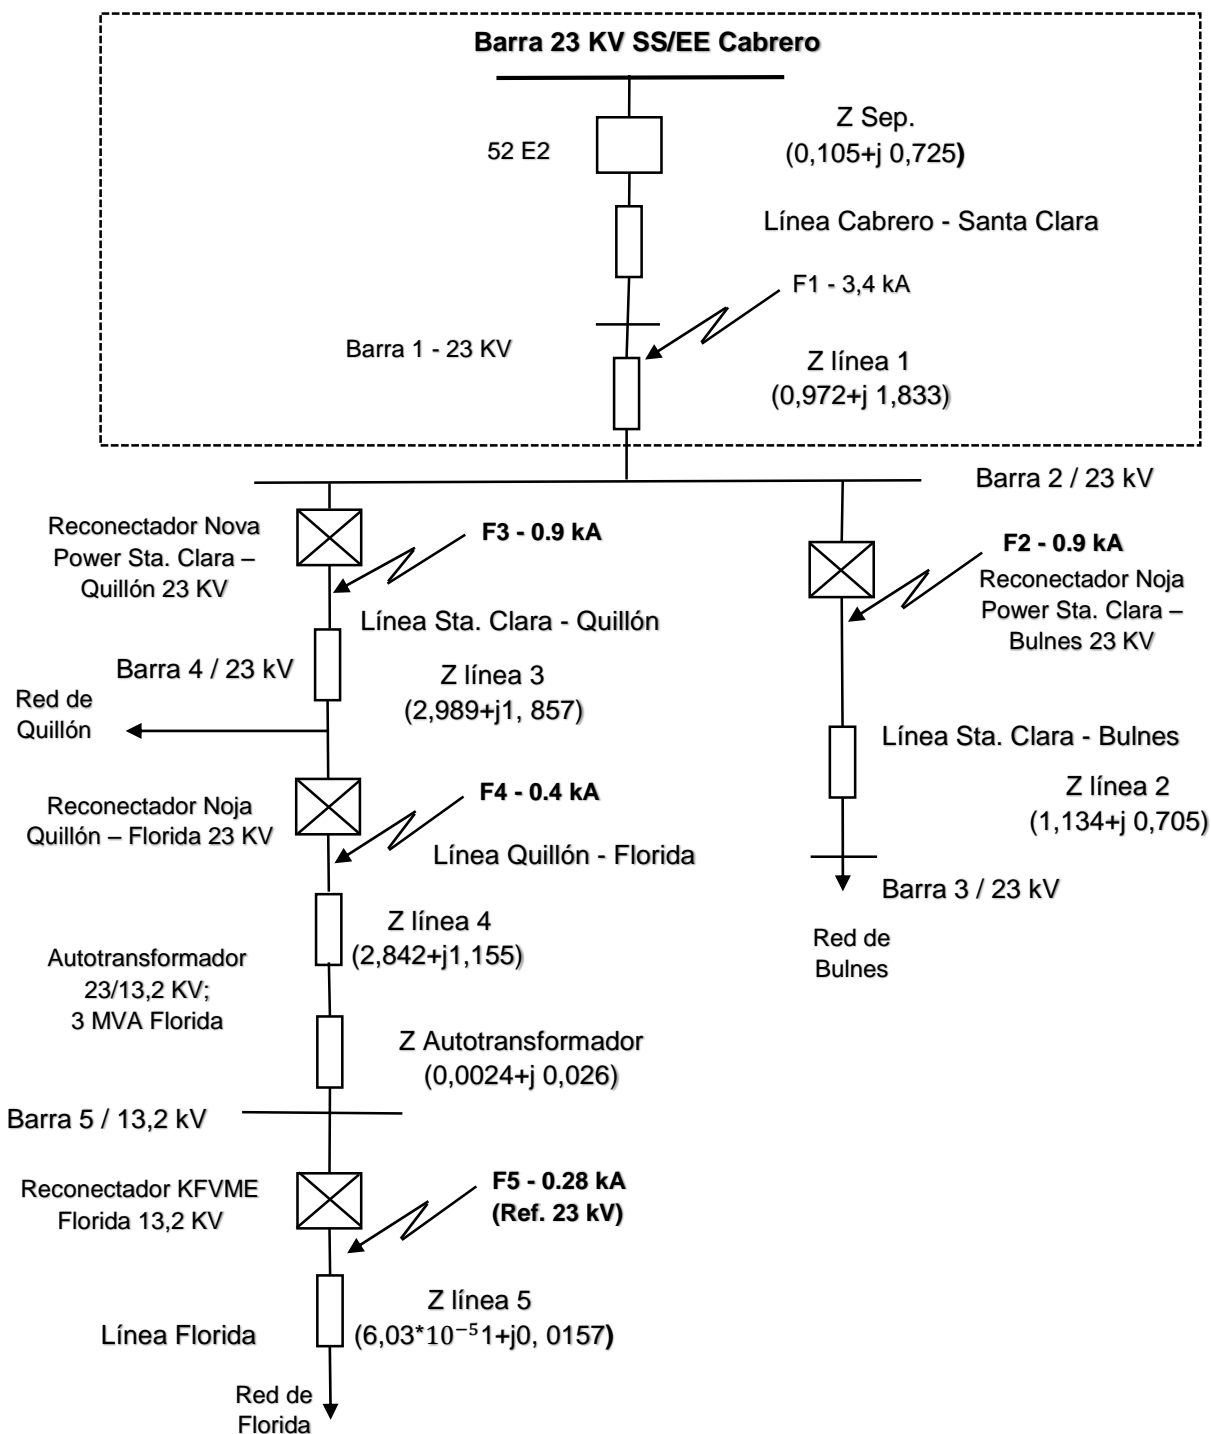 Barra 23 KV SS/EE Cabrero
52 E2
Z Sep.
(0,105+j 0,725)
Línea Cabrero - Santa Clara
F1 - 3,4 kA
Barra 1 - 23 KV
Z línea 1
(0,972+j 1,833)
Barra 2 / 23 kV
Reconectador Nova
Power Sta. Clara –
Quillón 23 KV
F3 - 0.9 kA
F2 - 0.9 kA
Reconectador Noja
Power Sta. Clara –
Bulnes 23 KV
Línea Sta. Clara - Quillón
Barra 4 / 23 kV
Z línea 3
(2,989+j1, 857)
Red de
Quillón
Línea Sta. Clara - Bulnes
Z línea 2
(1,134+j 0,705)
Reconectador Noja
Quillón – Florida 23 KV
F4 - 0.4 kA
Línea Quillón - Florida
Barra 3 / 23 kV
Red de
Bulnes
Z línea 4
(2,842+j1,155)
Autotransformador
23/13,2 KV;
3 MVA Florida
Z Autotransformador
(0,0024+j 0,026)
Barra 5 / 13,2 kV
Reconectador KFVME
Florida 13,2 KV
F5 - 0.28 kA
(Ref. 23 kV)
Z línea 5
(6,03*10⁻⁵1+j0, 0157)
Línea Florida
Red de
Florida